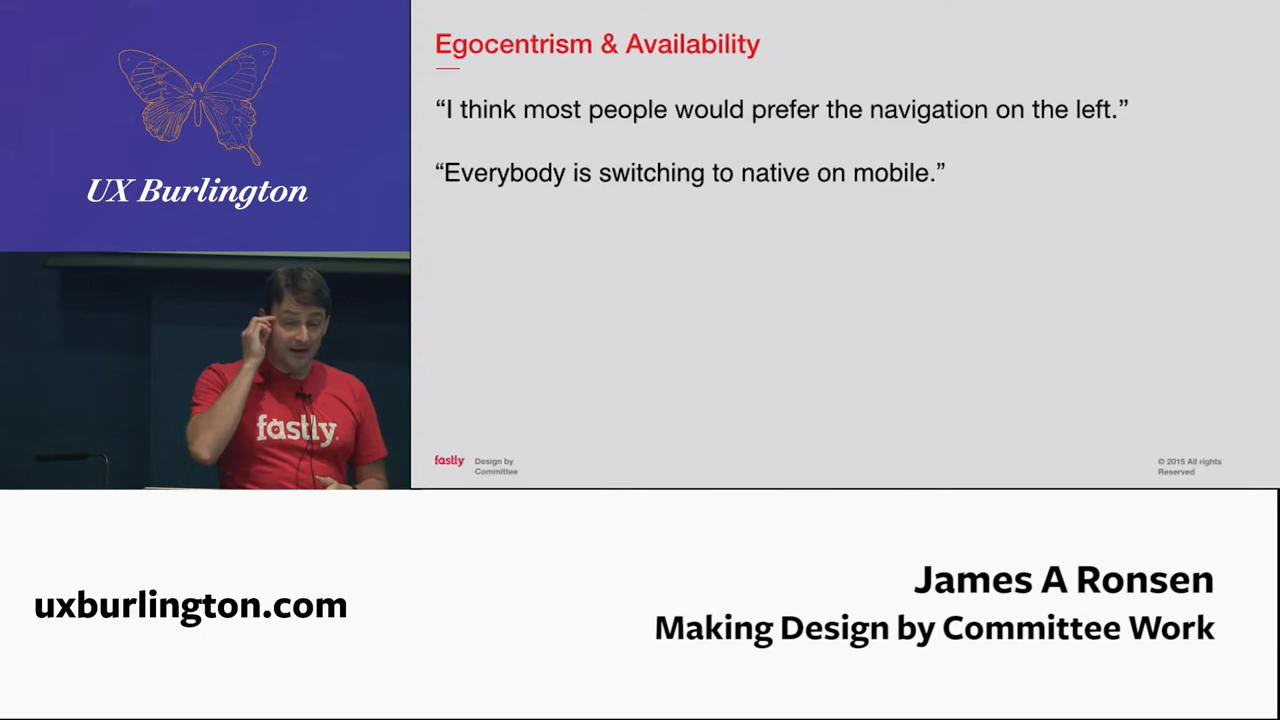 UX Burlington
Egocentrism & Availability
“I think most people would prefer the navigation on the left.”
“Everybody is switching to native on mobile.”
fastly.
fastly
Design by
Committee
© 2015 All rights
Reserved
uxburlington.com
James A Ronsen
Making Design by Committee Work